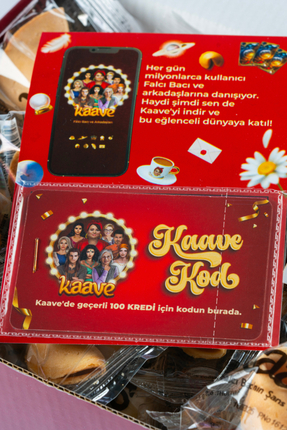 Her gün
milyonlarca kullanıcı
Falcı Bacı ve
arkadaşlarına danışıyor.
Haydi şimdi sen de
Kaave'yi indir ve
bu eğlenceli dünyaya katıl!
kaave
Kaave
Kod
kaave
Kaave'de geçerli 100 KREDİ için kodun burada.